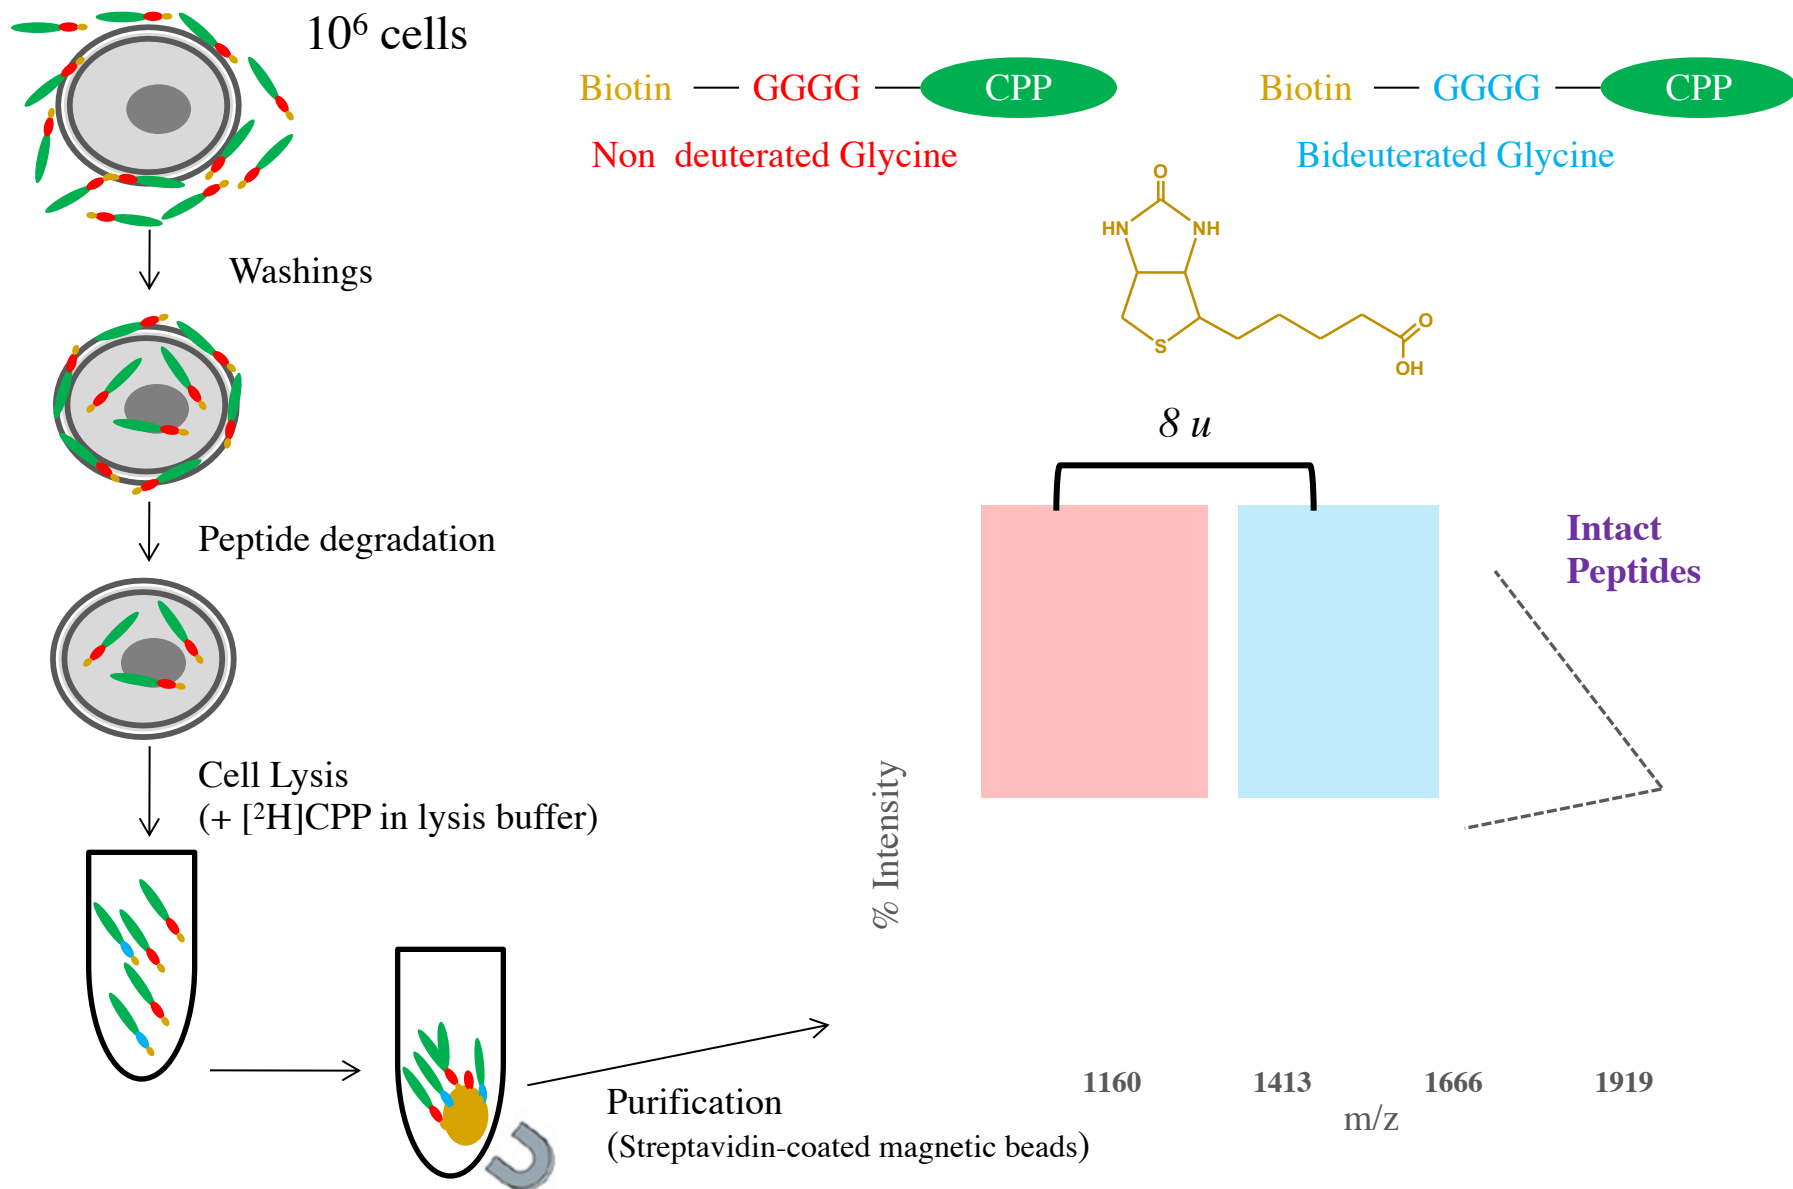 10⁶ cells
Biotin — GGGG — CPP
Non deuterated Glycine
Biotin — GGGG — CPP
Bideuterated Glycine
O
HN NH
S
O
OH
Washings
8 u
Intact
Peptides
Peptide degradation
Cell Lysis
(+ [²H]CPP in lysis buffer)
% Intensity
1160 1413 1666 1919
m/z
Purification
(Streptavidin-coated magnetic beads)